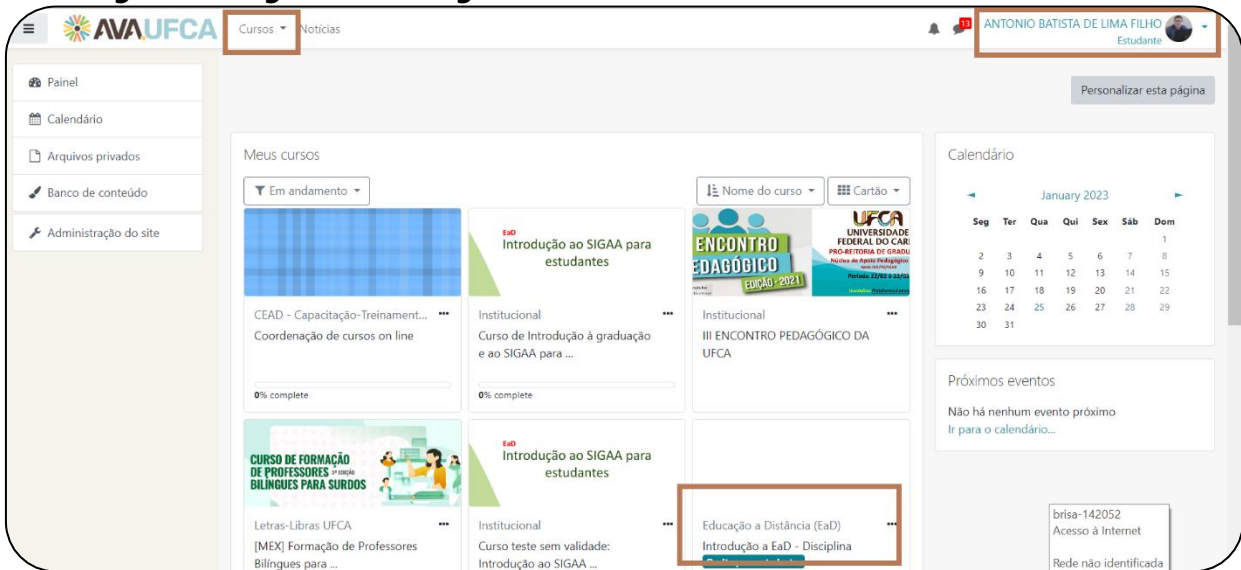 AVA.UFCA
Cursos
Notícias
13
ANTONIO BATISTA DE LIMA FILHO
Estudante
Painel
Calendário
Arquivos privados
Banco de conteúdo
Administração do site
Personalizar esta página
Meus cursos
Em andamento
Nome do curso
Cartão
EaD
Introdução ao SIGAA para
estudantes
ENCONTRO
EDAGÓGICO
EDIÇÃO - 2021
UFCA
UNIVERSIDADE
FEDERAL DO CARI
PRÓ-REITORIA DE GRADU
Núcleo de Apoio Pedagógico
CEAD - Capacitação-Treinament... •••
Coordenação de cursos on line
0% complete
Institucional •••
Curso de Introdução à graduação
e ao SIGAA para ...
0% complete
Institucional •••
III ENCONTRO PEDAGÓGICO DA
UFCA
CURSO DE FORMAÇÃO
DE PROFESSORES 2ª EDIÇÃO
BILÍNGUES PARA SURDOS
Letras-Libras UFCA •••
[MEX] Formação de Professores
Bilíngues para ...
EaD
Introdução ao SIGAA para
estudantes
Institucional •••
Curso teste sem validade:
Introdução ao SIGAA ...
Educação a Distância (EaD) •••
Introdução a EaD - Disciplina
Calendário
◄ January 2023 ►
Seg Ter Qua Qui Sex Sáb Dom
1
2 3 4 5 6 7 8
9 10 11 12 13 14 15
16 17 18 19 20 21 22
23 24 25 26 27 28 29
30 31
Próximos eventos
Não há nenhum evento próximo
Ir para o calendário...
brisa-142052
Acesso à Internet
Rede não identificada